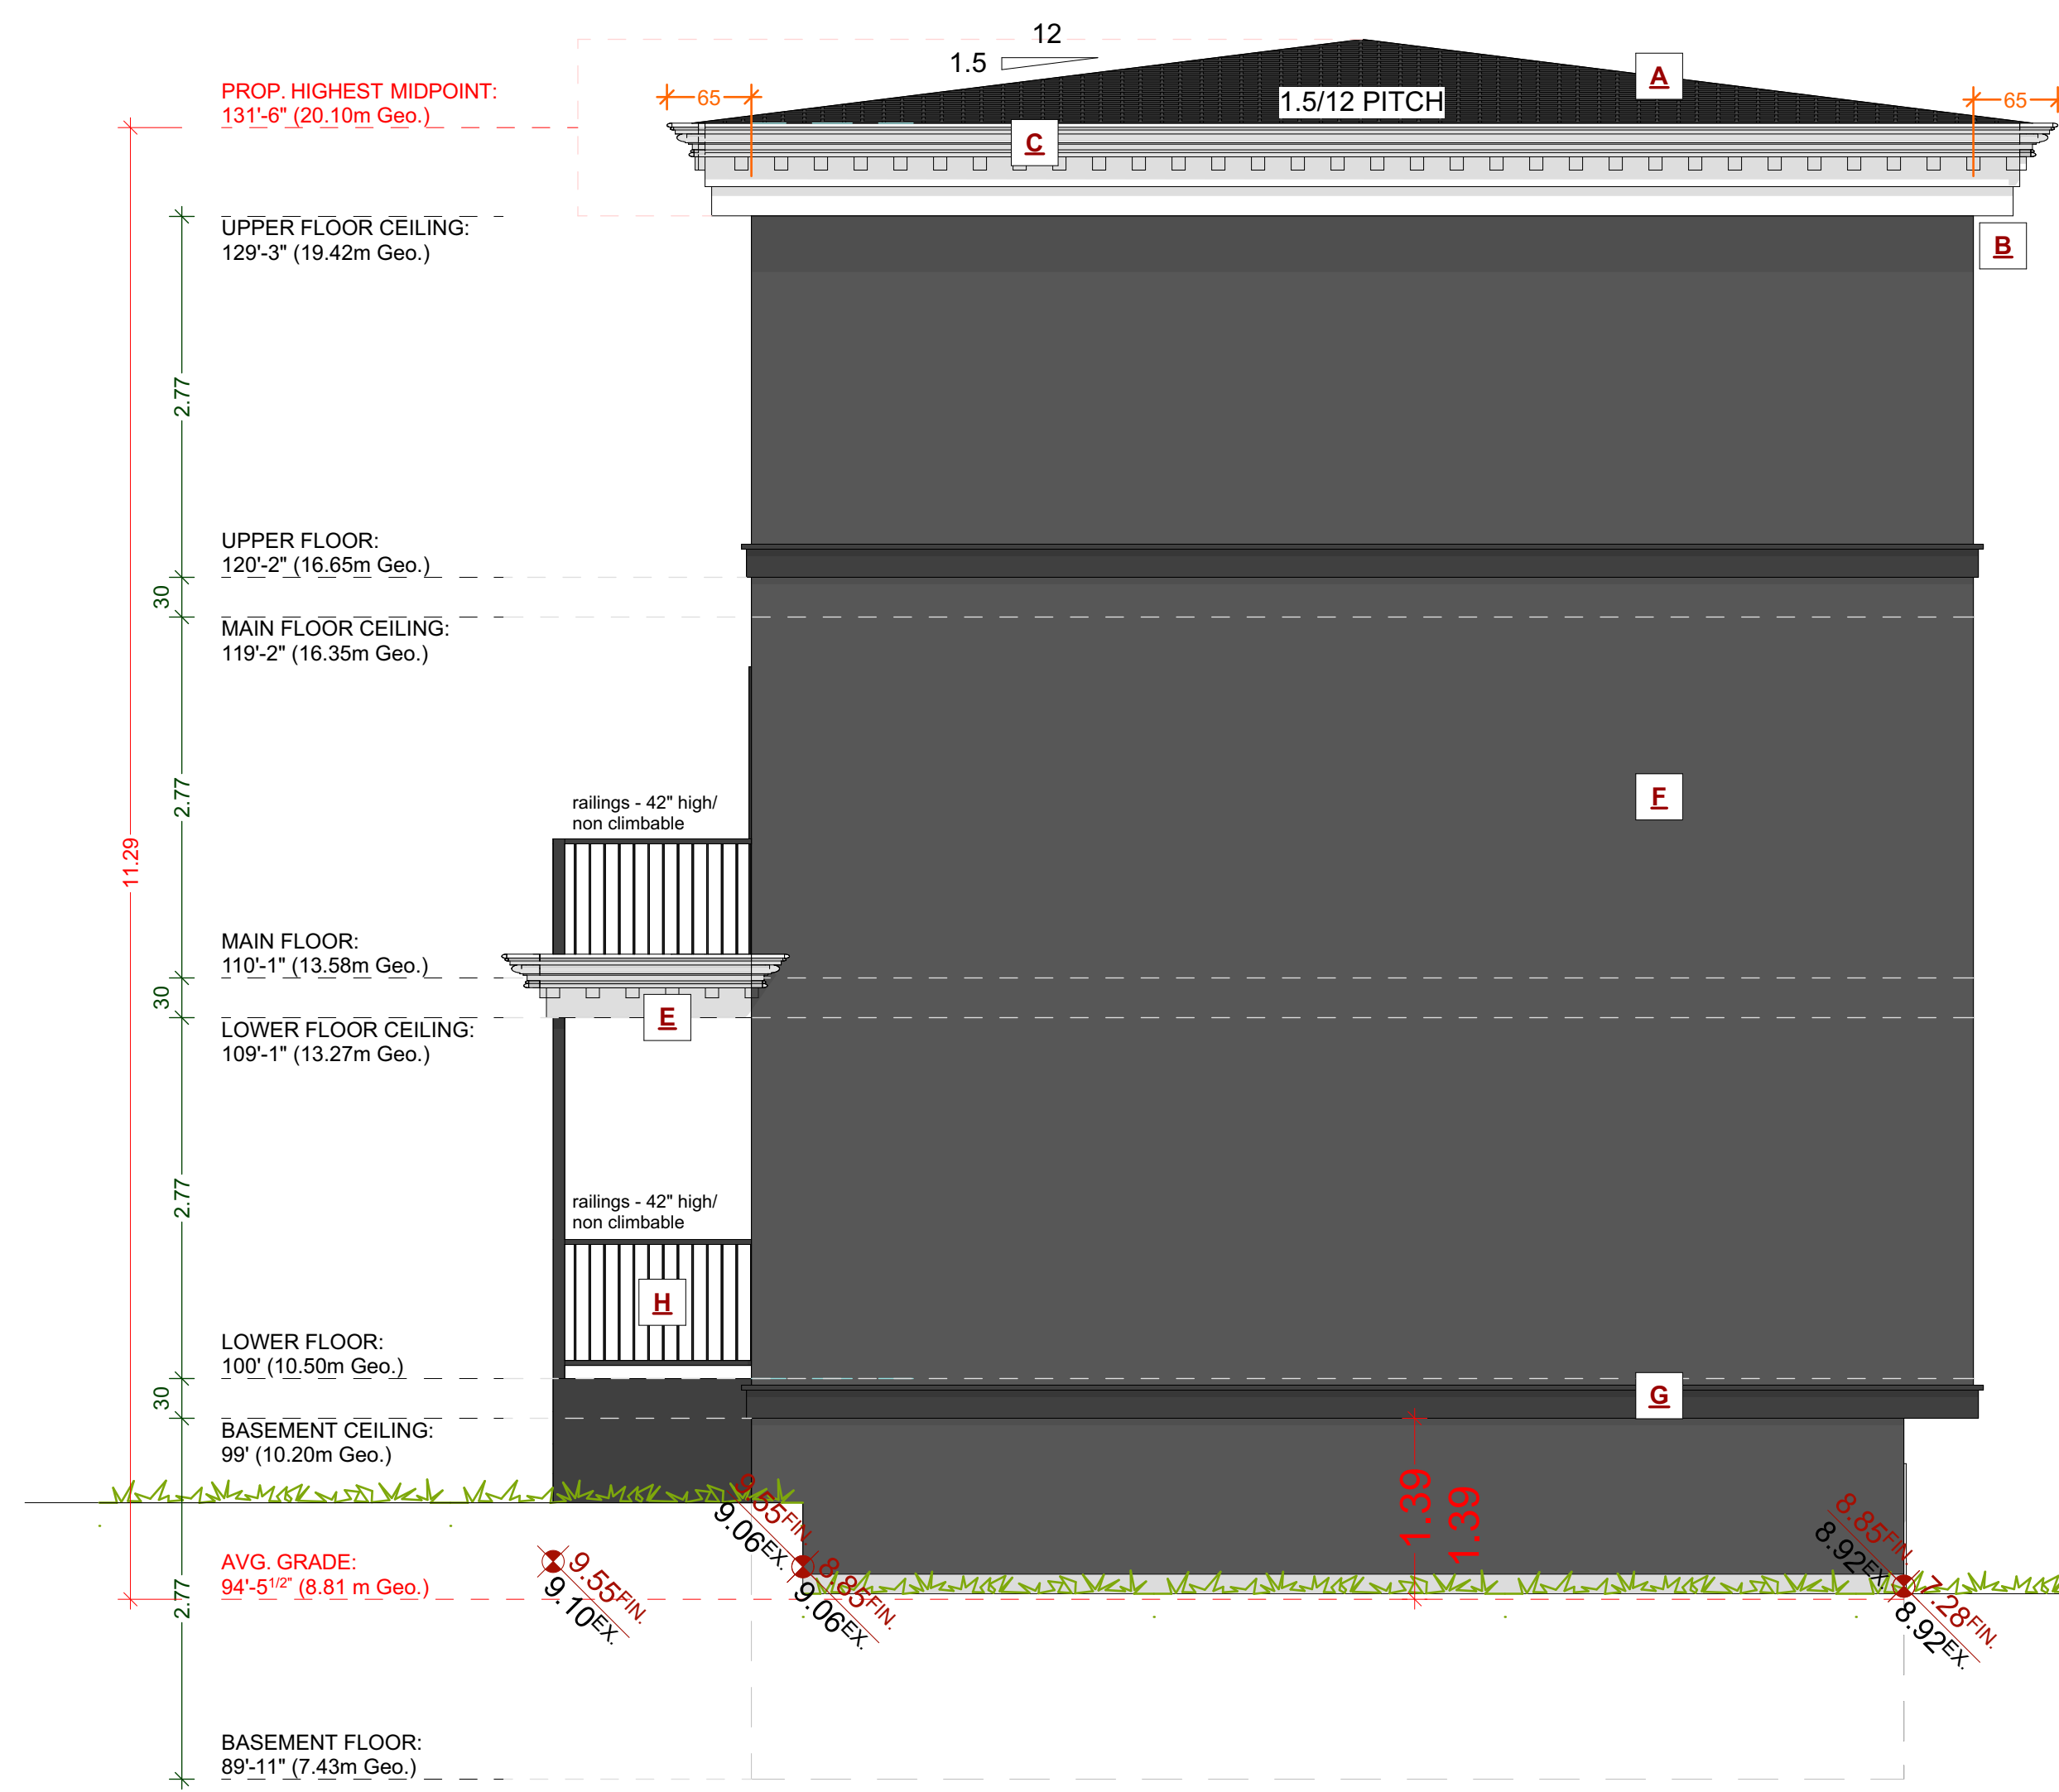 12
1.5
1.5/12 PITCH
A
65
65
PROP. HIGHEST MIDPOINT:
131'-6" (20.10m Geo.)
C
B
UPPER FLOOR CEILING:
129'-3" (19.42m Geo.)
2.77
UPPER FLOOR:
120'-2" (16.65m Geo.)
30
MAIN FLOOR CEILING:
119'-2" (16.35m Geo.)
2.77
railings - 42" high/
non climbable
F
11.29
MAIN FLOOR:
110'-1" (13.58m Geo.)
30
E
LOWER FLOOR CEILING:
109'-1" (13.27m Geo.)
2.77
railings - 42" high/
non climbable
H
LOWER FLOOR:
100' (10.50m Geo.)
30
G
BASEMENT CEILING:
99' (10.20m Geo.)
1.39
1.39
9.55FIN.
9.06EX.
8.85FIN.
8.92EX.
AVG. GRADE:
94'-51/2" (8.81 m Geo.)
2.77
9.55FIN.
9.10EX.
8.85FIN.
9.06EX.
7.28FIN.
8.92EX.
BASEMENT FLOOR:
89'-11" (7.43m Geo.)